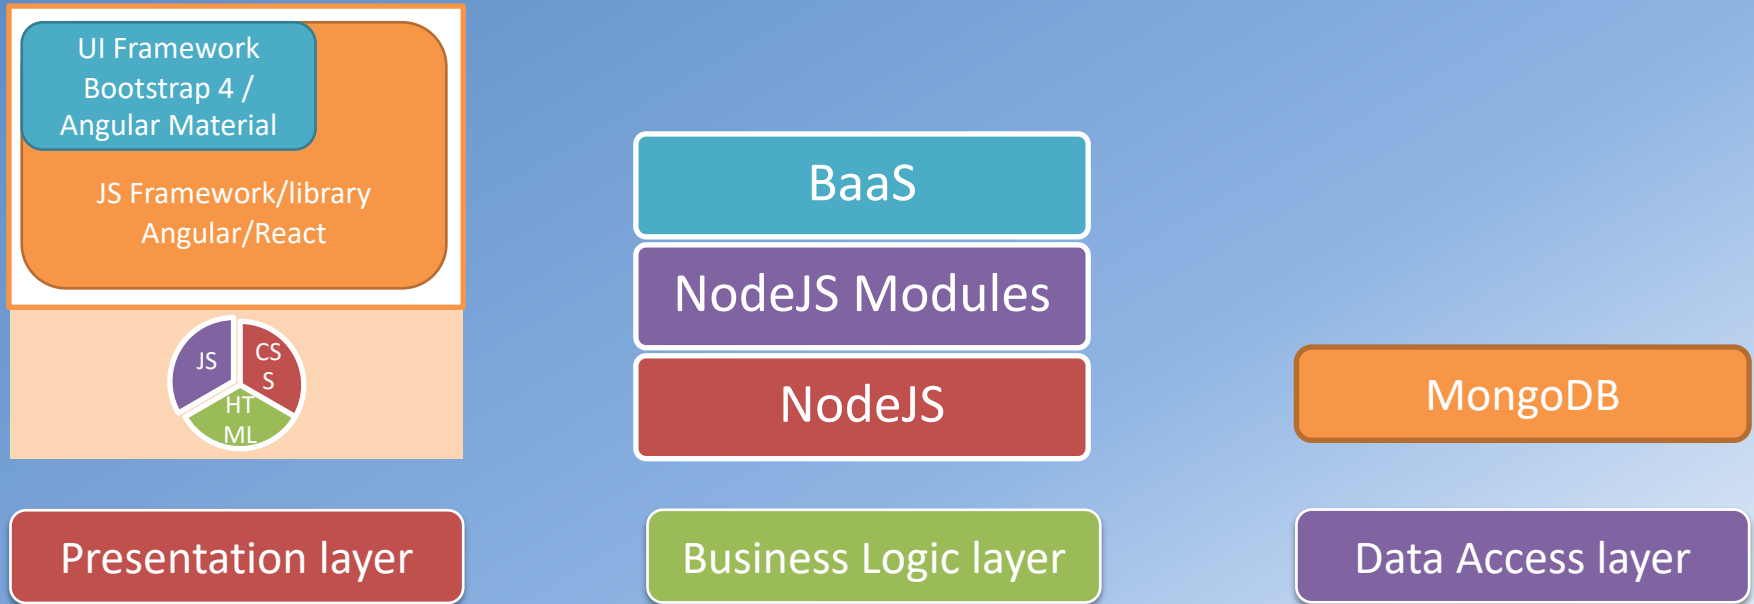 UI Framework
Bootstrap 4 /
Angular Material
JS Framework/library
Angular/React
JS
CS
S
HT
ML
Presentation layer
BaaS
NodeJS Modules
NodeJS
Business Logic layer
MongoDB
Data Access layer